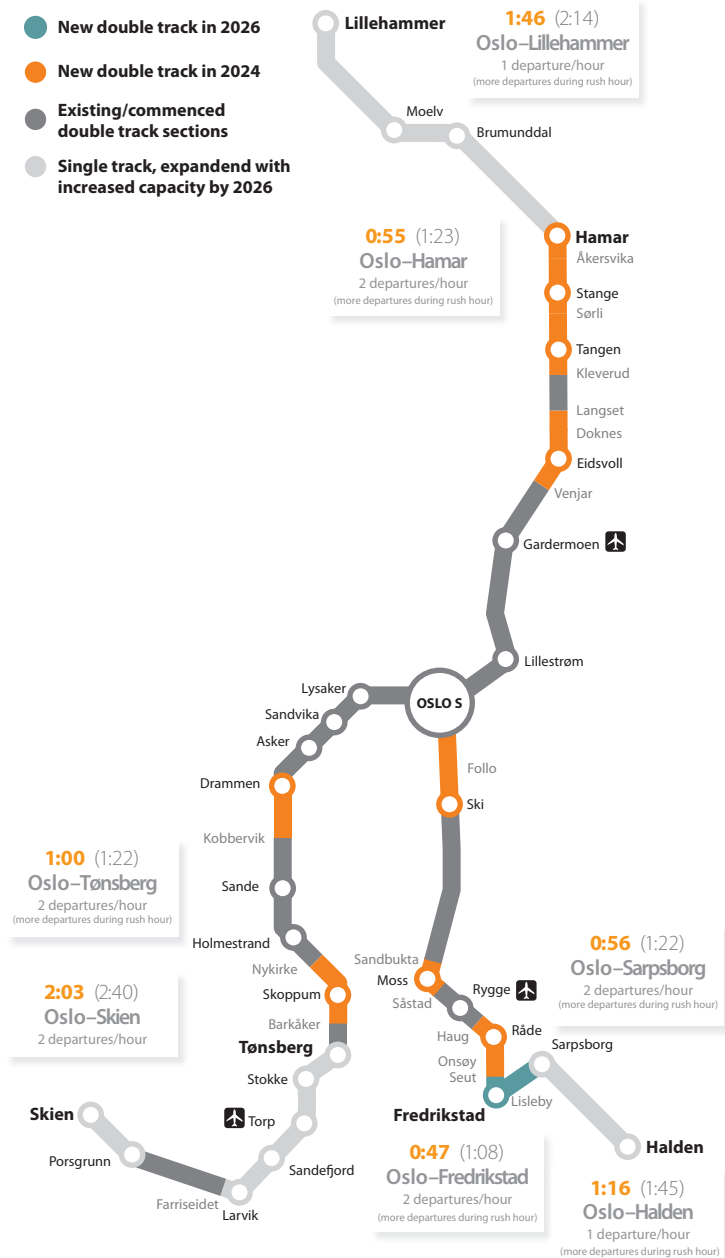 New double track in 2026
New double track in 2024
Existing/commenced
double track sections
Single track, expandend with
increased capacity by 2026
Lillehammer
1:46 (2:14)
Oslo–Lillehammer
1 departure/hour
(more departures during rush hour)
Moelv
Brumunddal
0:55 (1:23)
Oslo–Hamar
2 departures/hour
(more departures during rush hour)
Hamar
Åkersvika
Stange
Sørli
Tangen
Kleverud
Langset
Doknes
Eidsvoll
Venjar
Gardermoen
Lillestrøm
OSLO S
Lysaker
Sandvika
Asker
Drammen
Kobbervik
Follo
Ski
1:00 (1:22)
Oslo–Tønsberg
2 departures/hour
(more departures during rush hour)
Sande
Holmestrand
Nykirke
Skoppum
Barkåker
Tønsberg
2:03 (2:40)
Oslo–Skien
2 departures/hour
Stokke
Torp
Sandefjord
Larvik
Farriseidet
Porsgrunn
Skien
Sandbukta
Moss
Såstad
Rygge
Haug
Råde
Onsøy
Seut
Fredrikstad
Lisleby
Sarpsborg
Halden
0:56 (1:22)
Oslo–Sarpsborg
2 departures/hour
(more departures during rush hour)
0:47 (1:08)
Oslo–Fredrikstad
2 departures/hour
(more departures during rush hour)
1:16 (1:45)
Oslo–Halden
1 departure/hour
(more departures during rush hour)